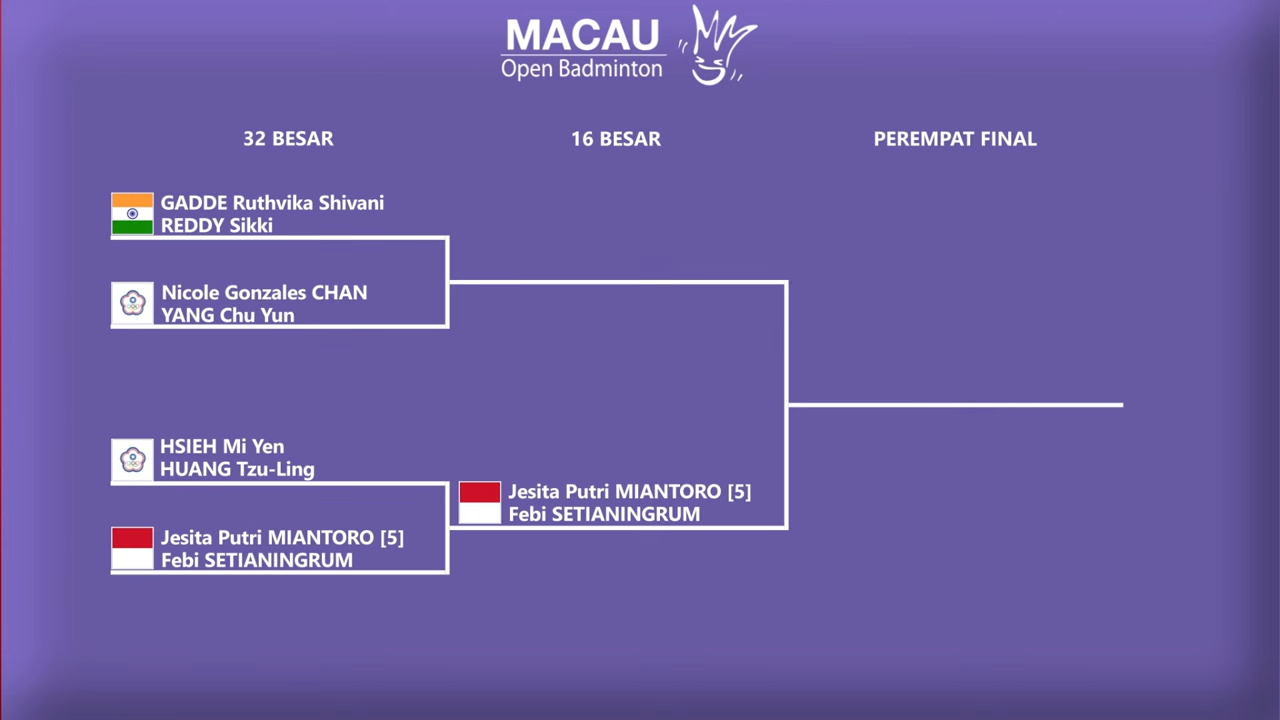 MACAU
Open Badminton
32 BESAR
16 BESAR
PEREMPAT FINAL
GADDE Ruthvika Shivani
REDDY Sikki
Nicole Gonzales CHAN
YANG Chu Yun
HSIEH Mi Yen
HUANG Tzu-Ling
Jesita Putri MIANTORO [5]
Febi SETIANINGRUM
Jesita Putri MIANTORO [5]
Febi SETIANINGRUM